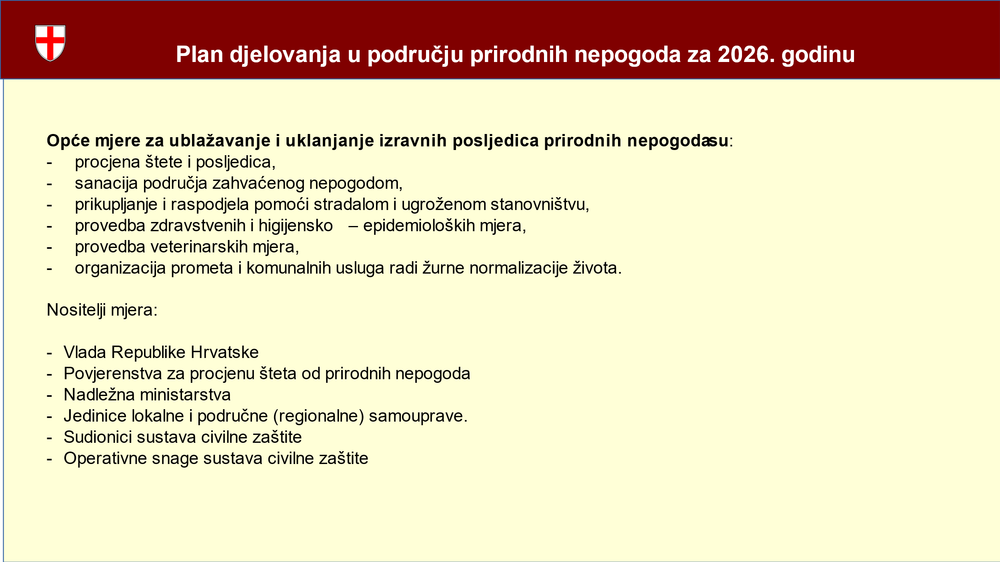 Plan djelovanja u području prirodnih nepogoda za 2026. godinu
Opće mjere za ublažavanje i uklanjanje izravnih posljedica prirodnih nepogoda su:
- procjena štete i posljedica,
- sanacija područja zahvaćenog nepogodom,
- prikupljanje i raspodjela pomoći stradalom i ugroženom stanovništvu,
- provedba zdravstvenih i higijensko – epidemioloških mjera,
- provedba veterinarskih mjera,
- organizacija prometa i komunalnih usluga radi žurne normalizacije života.
Nositelji mjera:
- Vlada Republike Hrvatske
- Povjerenstva za procjenu šteta od prirodnih nepogoda
- Nadležna ministarstva
- Jedinice lokalne i područne (regionalne) samouprave.
- Sudionici sustava civilne zaštite
- Operativne snage sustava civilne zaštite